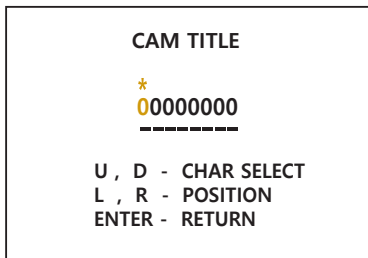 CAM TITLE
*
00000000
--------
U , D - CHAR SELECT
L , R - POSITION
ENTER - RETURN